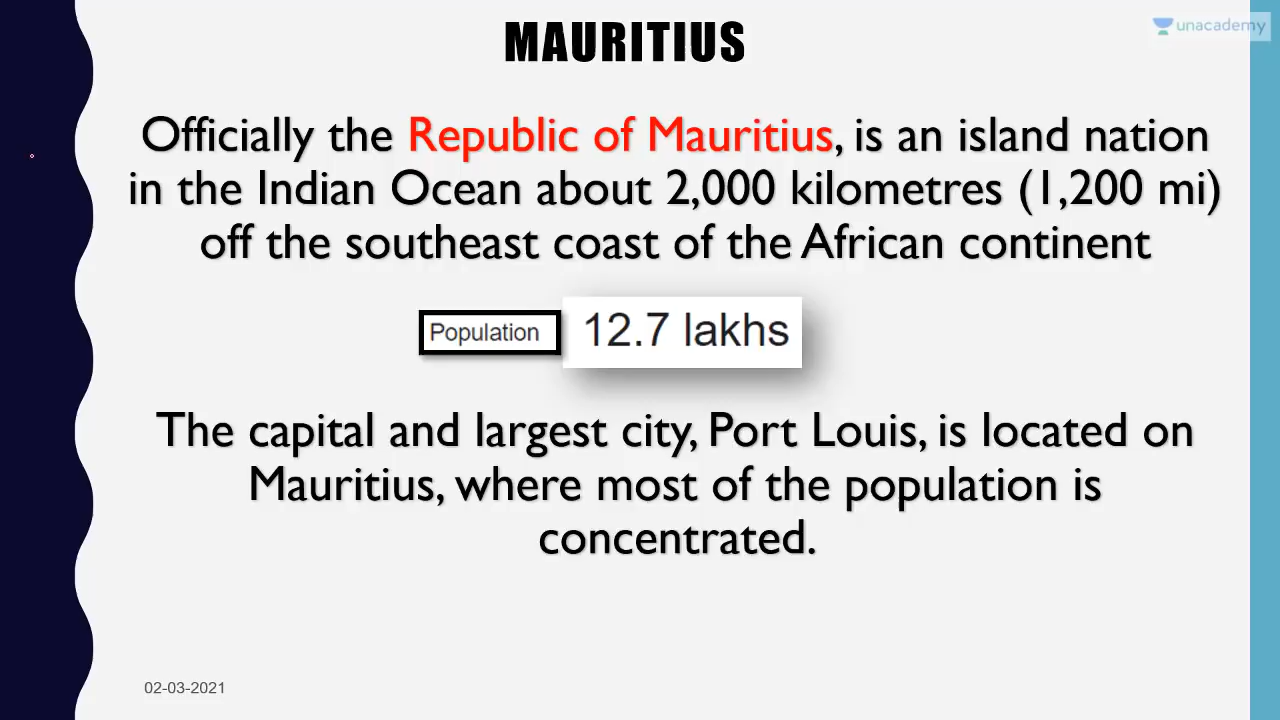 MAURITIUS
unacademy
Officially the Republic of Mauritius, is an island nation
in the Indian Ocean about 2,000 kilometres (1,200 mi)
off the southeast coast of the African continent
Population 12.7 lakhs
The capital and largest city, Port Louis, is located on
Mauritius, where most of the population is
concentrated.
02-03-2021